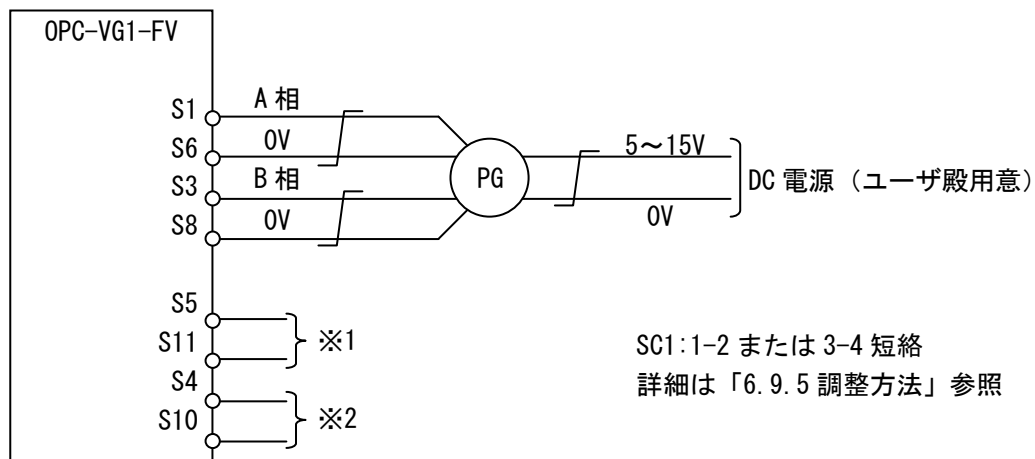 OPC-VG1-FV
S1
A 相
0V
S6
S3
B 相
0V
S8
PG
5～15V
0V
DC 電源（ユーザ殿用意）
S5
S11
※1
S4
S10
※2
SC1:1-2 または 3-4 短絡
詳細は「6.9.5 調整方法」参照